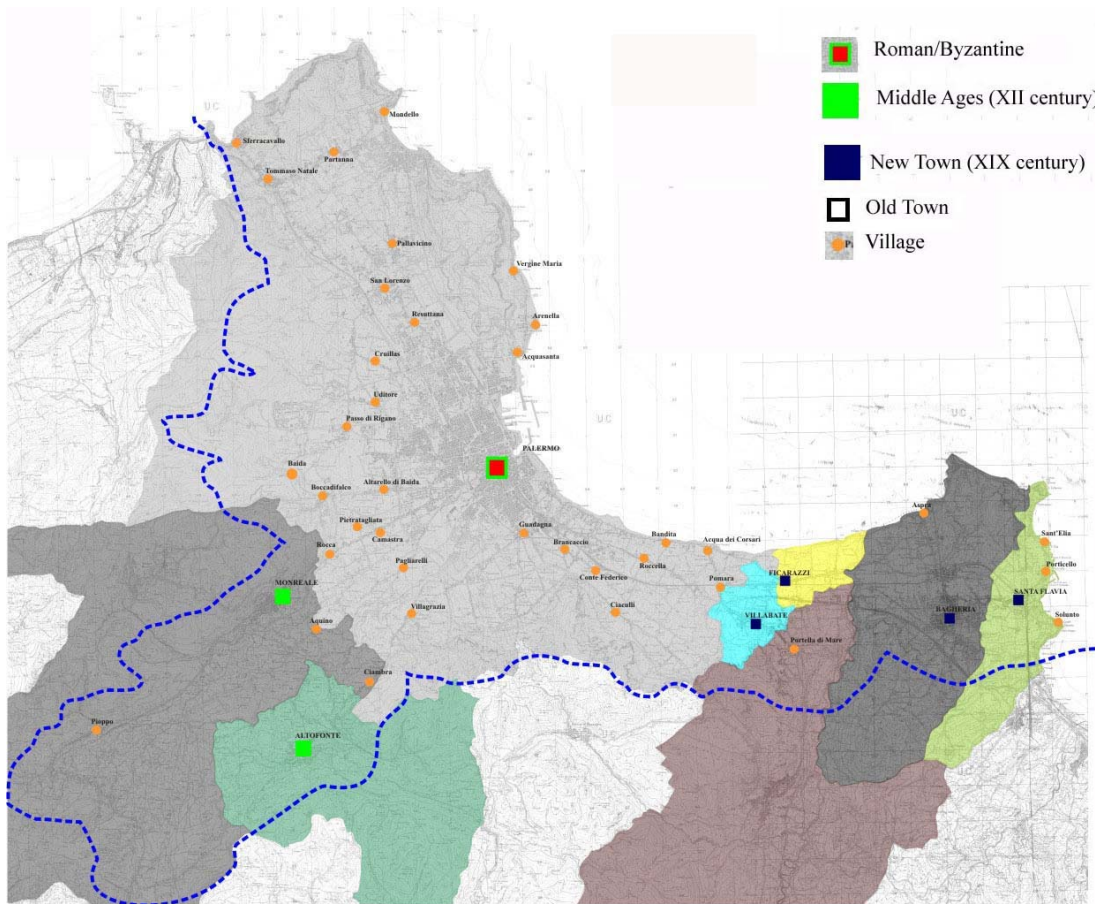 Roman/Byzantine
Middle Ages (XII century)
New Town (XIX century)
Old Town
Village
UC
Mondello
Sferracavallo
Partanna
Tommaso Natale
Pallavicino
Vergine Maria
San Lorenzo
Resuttana
Arenella
Cruillas
Acquasanta
Uditore
Passo di Rigano
UC
UC
PALERMO
Baida
Altarello di Baida
Boccadifalco
Aspra
Pietratagliata
Camastra
Guadagna
Bandita
Sant'Elia
Rocca
Brancaccio
Acqua dei Corsari
Roccella
Pagliarelli
Conte Federico
FICARAZZI
Porticello
MONREALE
Pomara
SANTA FLAVIA
Villagrazia
Ciaculli
VILLABATE
BAGHERIA
Solunto
Aquino
Portella di Mare
Ciambra
Pioppo
ALTOFONTE